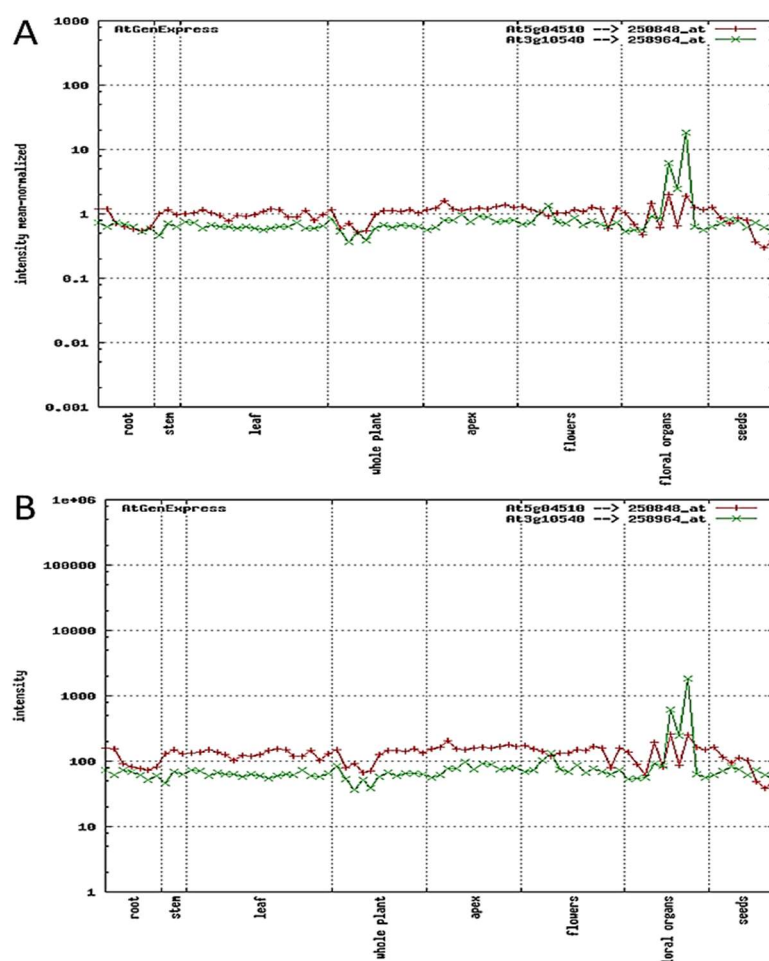 A
AtGenExpress
At5g04510 --> 250848_at
At3g10540 --> 258964_at
1000
100
10
1
0.1
0.01
0.001
intensity mean-normalized
root
stem
leaf
whole plant
apex
flowers
floral organs
seeds
B
AtGenExpress
At5g04510 --> 250848_at
At3g10540 --> 258964_at
1e+06
100000
10000
1000
100
10
1
intensity
root
stem
leaf
whole plant
apex
flowers
floral organs
seeds